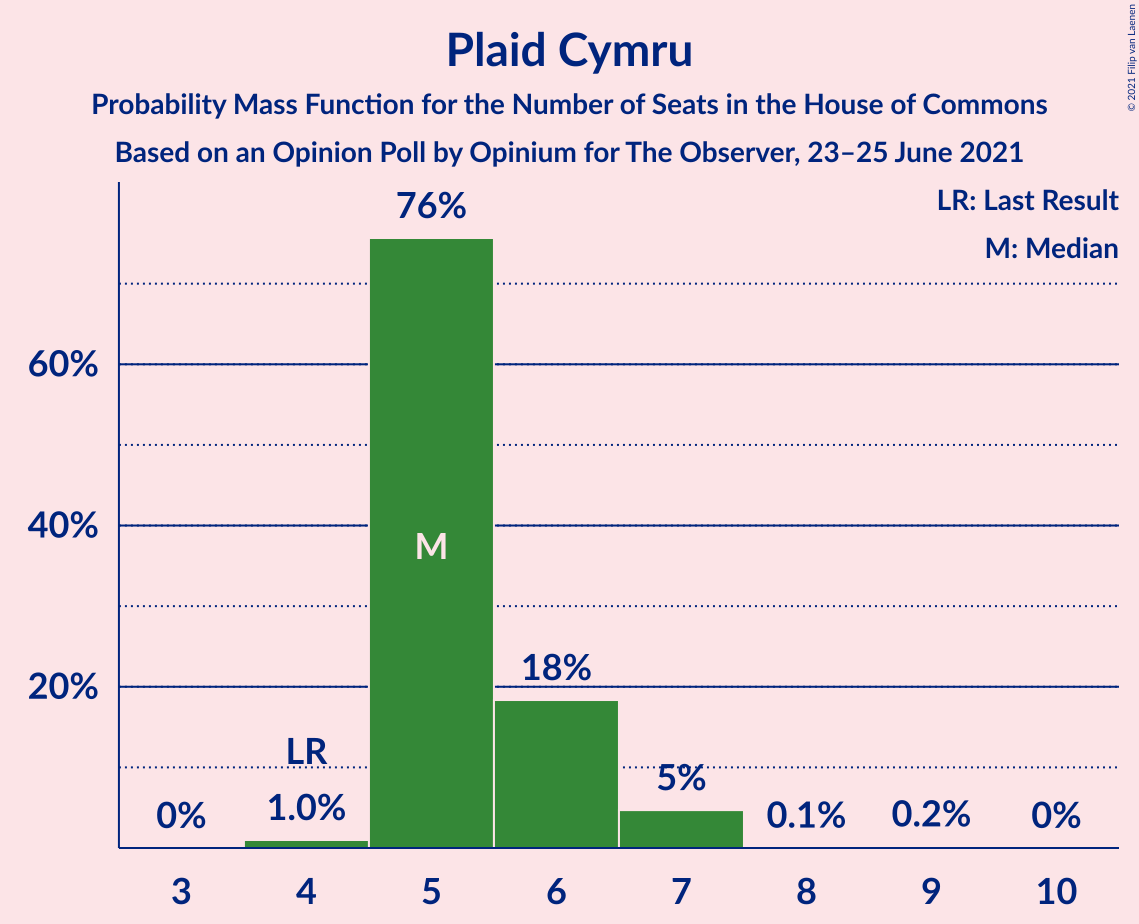 Plaid Cymru
Probability Mass Function for the Number of Seats in the House of Commons
Based on an Opinion Poll by Opinium for The Observer, 23–25 June 2021
© 2021 Filip van Laenen
LR: Last Result
M: Median
76%
60%
40%
M
20%
18%
LR
0%
1.0%
5%
0.1%
0.2%
0%
3 4 5 6 7 8 9 10